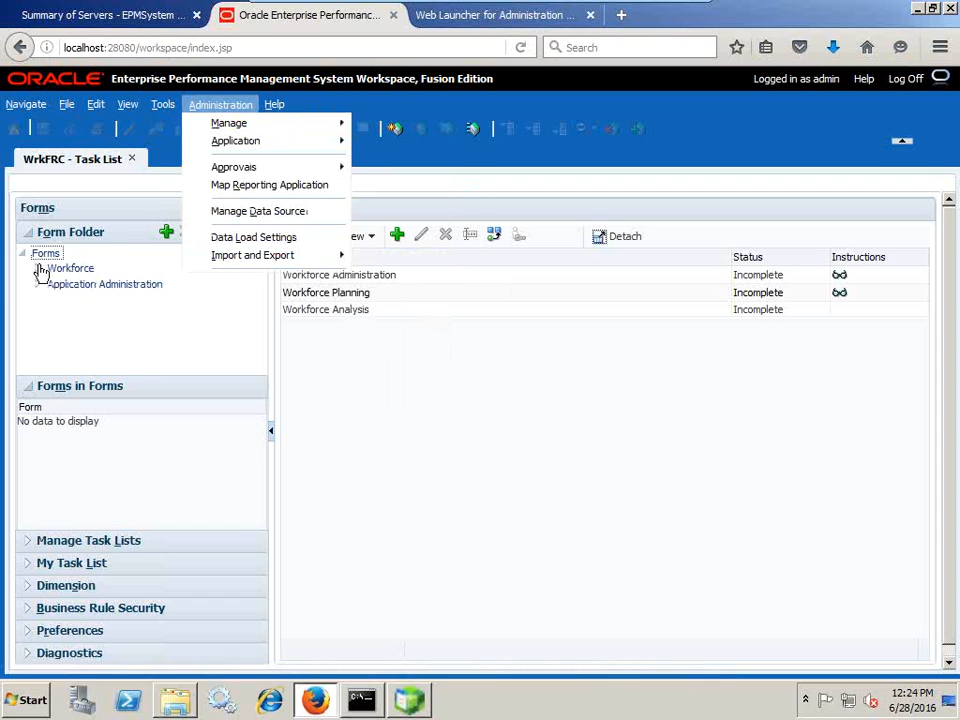 Summary of Servers - EPMSystem ...
Oracle Enterprise Performance...
Web Launcher for Administration ...
localhost:28080/workspace/index.jsp
Search
ORACLE Enterprise Performance Management System Workspace, Fusion Edition
Logged in as admin Help Log Off
Navigate File Edit View Tools Administration Help
Manage
Application
Approvals
Map Reporting Application
Manage Data Source:
Data Load Settings
Import and Export
WrkFRC - Task List
Forms
Form Folder
Forms
Workforce
Application Administration
ew
Detach
Status Instructions
Workforce Administration Incomplete
Workforce Planning Incomplete
Workforce Analysis Incomplete
Forms in Forms
Form
No data to display
Manage Task Lists
My Task List
Dimension
Business Rule Security
Preferences
Diagnostics
Start
C:\.
12:24 PM
6/28/2016